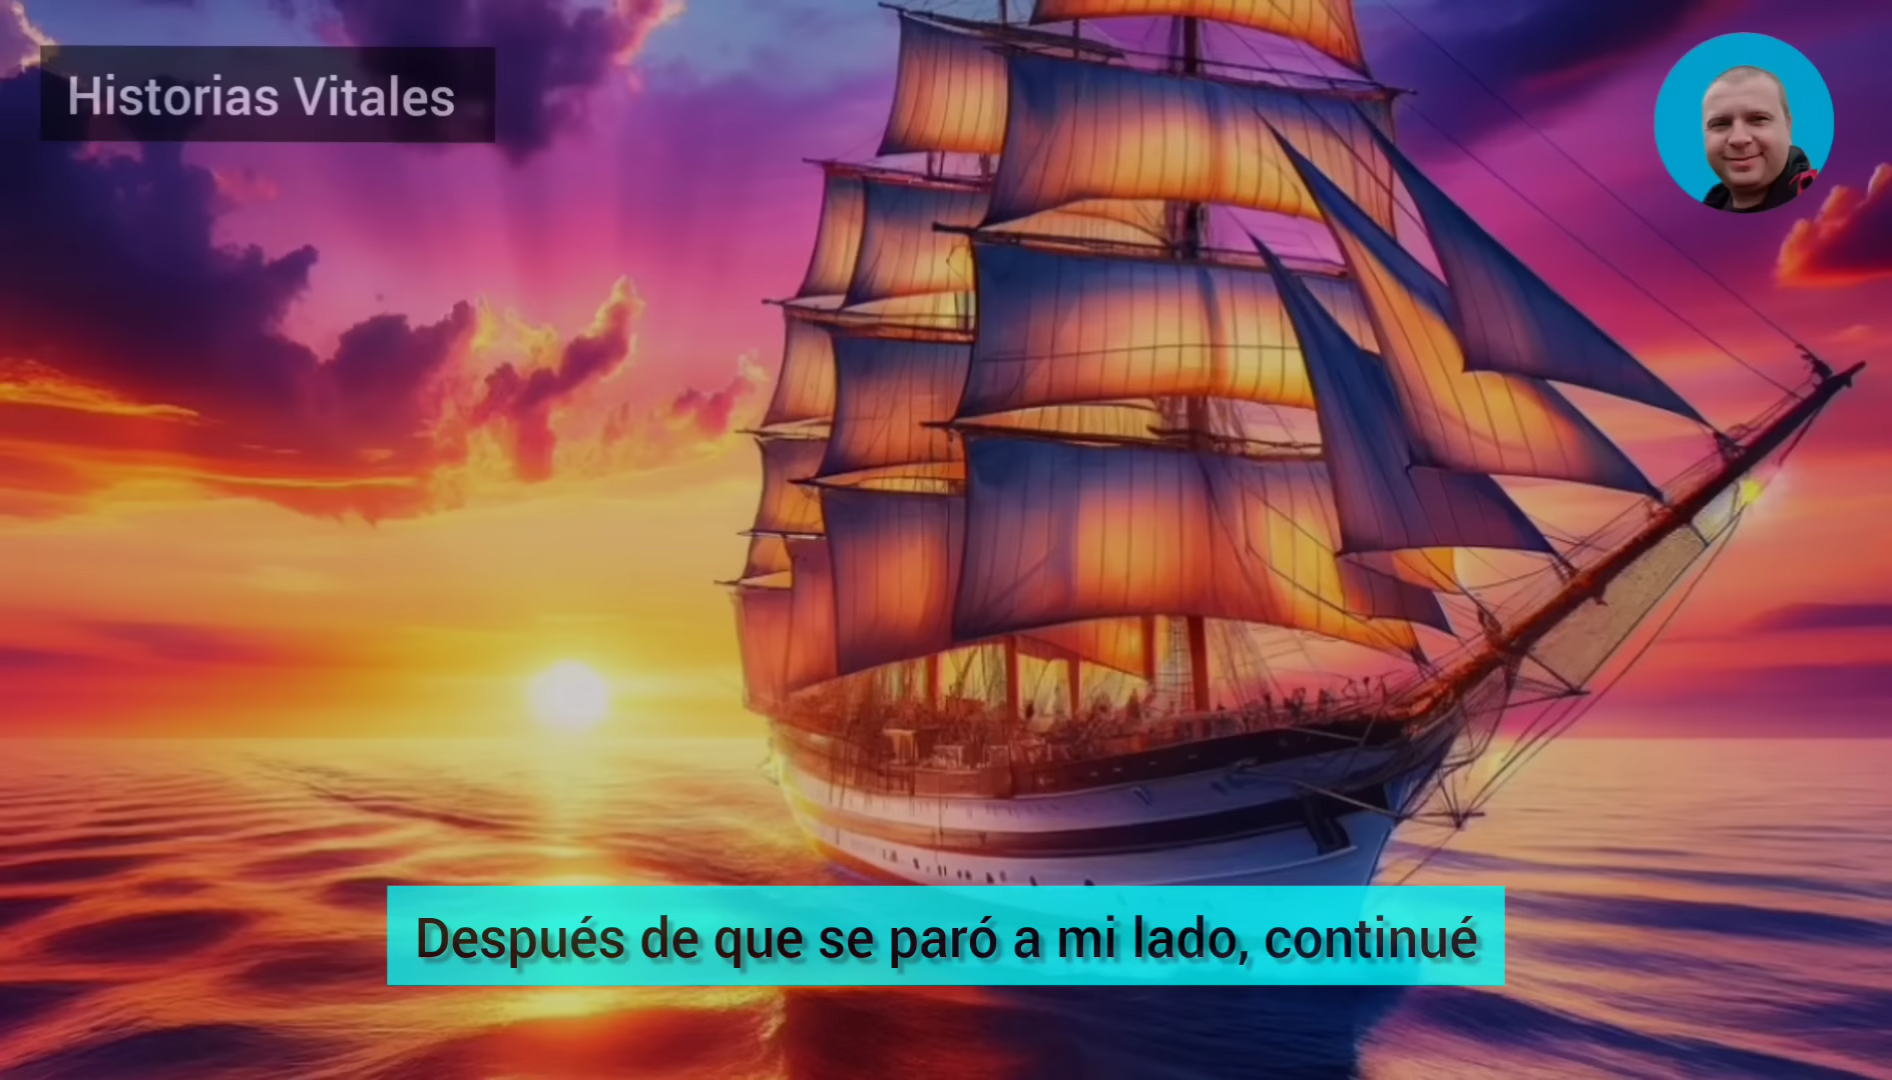 Historias Vitales
Después de que se paró a mi lado, continué